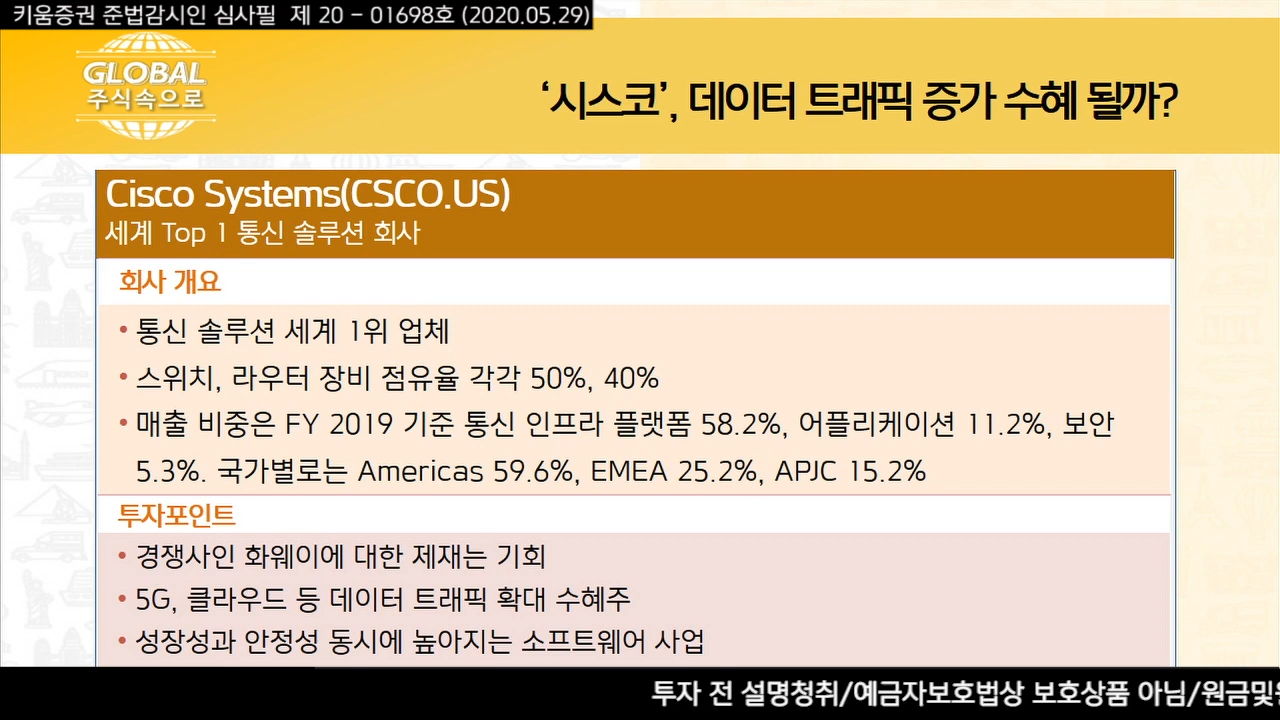 키움증권 준법감시인 심사필 제 20 - 01698호 (2020.05.29)
GLOBAL
주식속으로
‘시스코’, 데이터 트래픽 증가 수혜 될까?
Cisco Systems(CSCO.US)
세계 Top 1 통신 솔루션 회사
회사 개요
• 통신 솔루션 세계 1위 업체
• 스위치, 라우터 장비 점유율 각각 50%, 40%
• 매출 비중은 FY 2019 기준 통신 인프라 플랫폼 58.2%, 어플리케이션 11.2%, 보안
5.3%. 국가별로는 Americas 59.6%, EMEA 25.2%, APJC 15.2%
투자포인트
• 경쟁사인 화웨이에 대한 제재는 기회
• 5G, 클라우드 등 데이터 트래픽 확대 수혜주
• 성장성과 안정성 동시에 높아지는 소프트웨어 사업
투자 전 설명청취/예금자보호법상 보호상품 아님/원금및